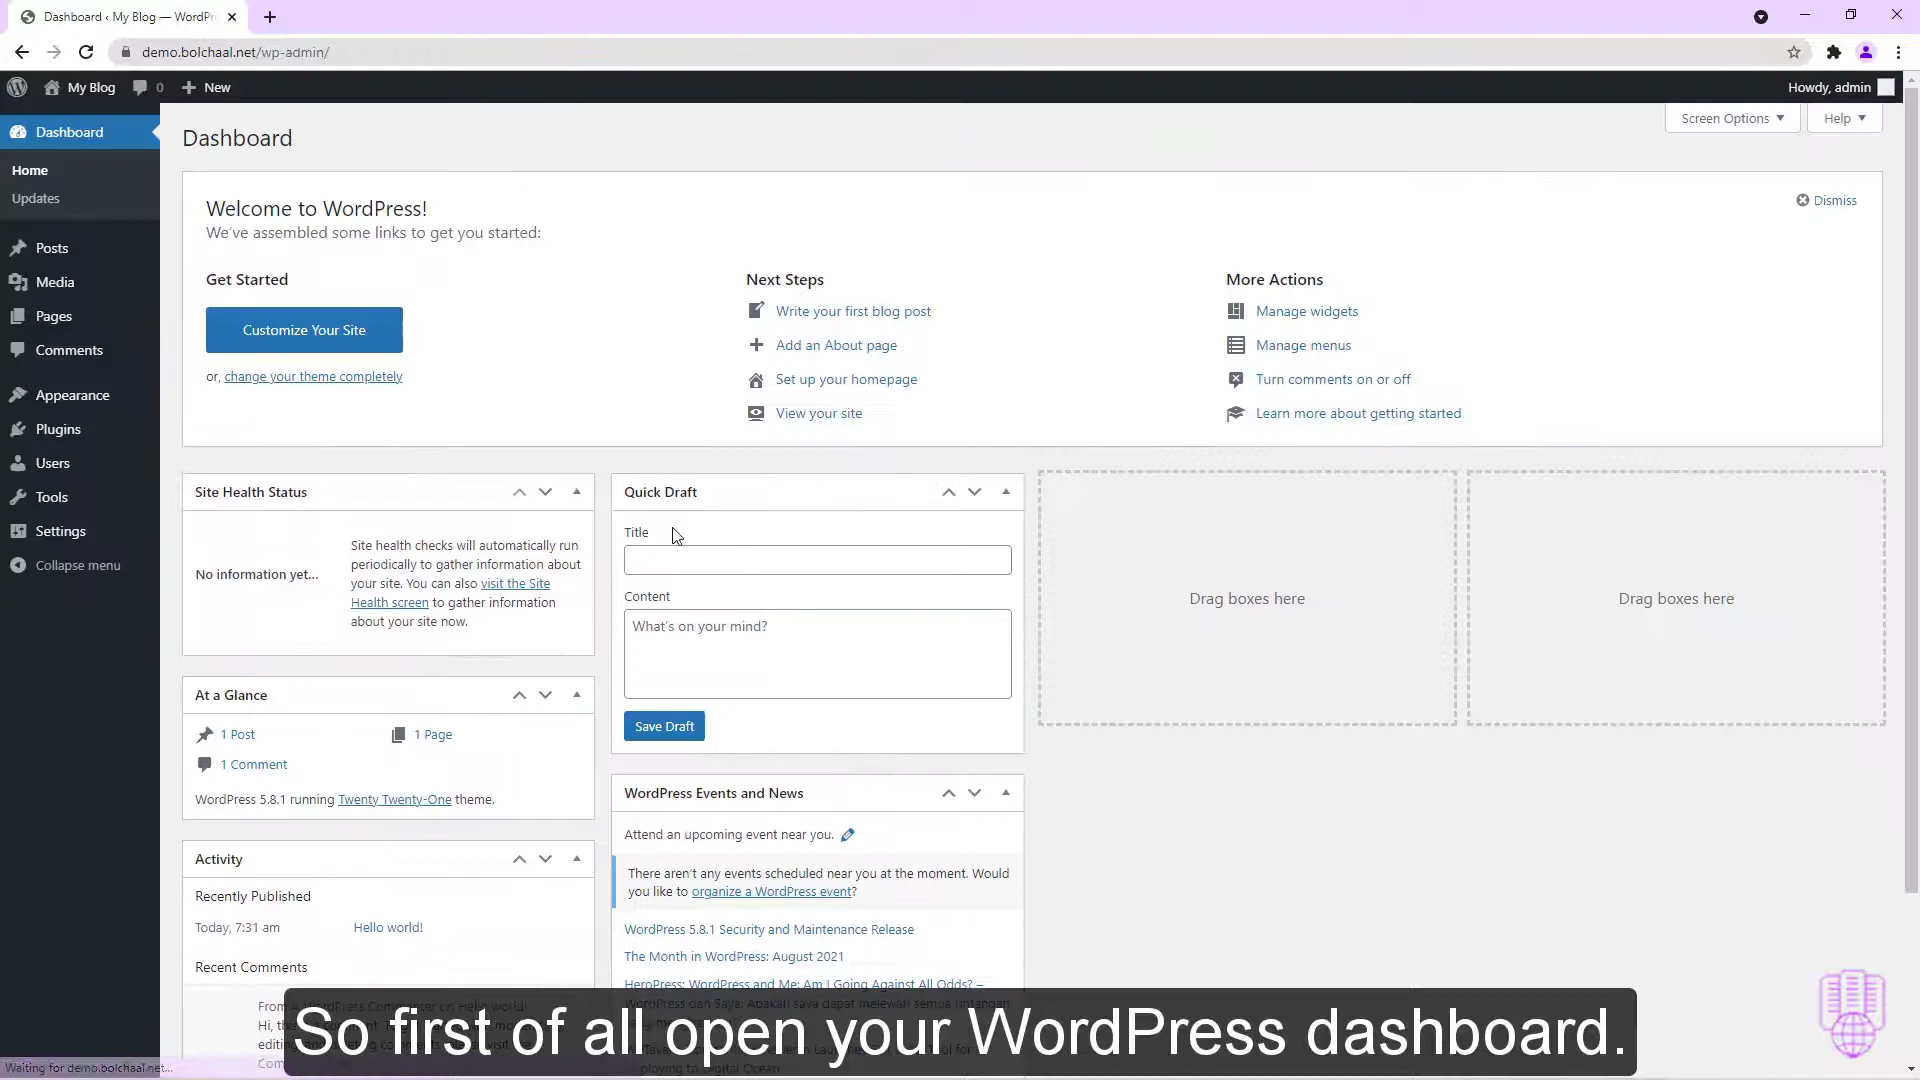 Dashboard ‹ My Blog — WordPr
demo.bolchaal.net/wp-admin/
My Blog
0
New
Howdy, admin
Dashboard
Home
Updates
Posts
Media
Pages
Comments
Appearance
Plugins
Users
Tools
Settings
Collapse menu
Dashboard
Screen Options
Help
Welcome to WordPress!
We've assembled some links to get you started:
Dismiss
Get Started
Customize Your Site
or, change your theme completely
Next Steps
Write your first blog post
Add an About page
Set up your homepage
View your site
More Actions
Manage widgets
Manage menus
Turn comments on or off
Learn more about getting started
Site Health Status
No information yet...
Site health checks will automatically run
periodically to gather information about
your site. You can also visit the Site
Health screen to gather information
about your site now.
At a Glance
1 Post
1 Page
1 Comment
WordPress 5.8.1 running Twenty Twenty-One theme.
Activity
Recently Published
Today, 7:31 am
Hello world!
Recent Comments
Quick Draft
Title
Content
What's on your mind?
Save Draft
WordPress Events and News
Attend an upcoming event near you.
There aren't any events scheduled near you at the moment. Would
you like to organize a WordPress event?
WordPress 5.8.1 Security and Maintenance Release
The Month in WordPress: August 2021
HeroPress: WordPress and Me: Am I Going Against All Odds? –
Drag boxes here
Drag boxes here
So first of all open your WordPress dashboard.
Waiting for demo.bolchaal.net...